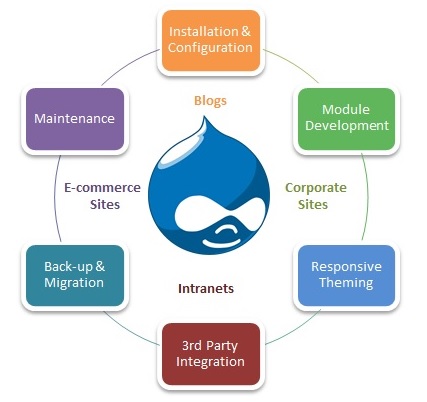 Installation &
Configuration
Blogs
Maintenance
Module
Development
E-commerce
Sites
Corporate
Sites
Back-up &
Migration
Responsive
Theming
Intranets
3rd Party
Integration